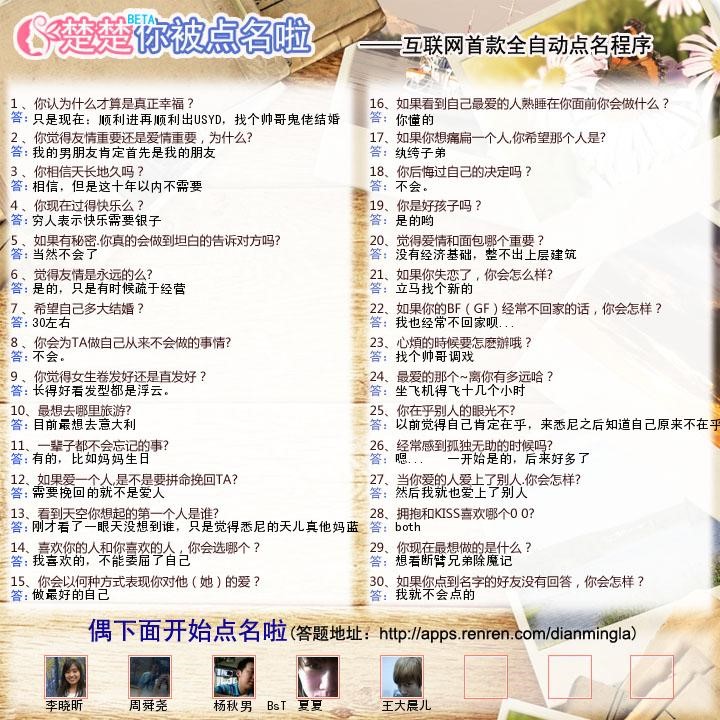 楚楚你被点名啦 BETA
——互联网首款全自动点名程序
1 、你认为什么才算是真正幸福？
答：只是现在：顺利进再顺利出USYD，找个帅哥鬼佬结婚
2 、你觉得友情重要还是爱情重要，为什么?
答：我的男朋友肯定首先是我的朋友
3 、你相信天长地久吗？
答：相信，但是这十年以内不需要
4 、你现在过得快乐么？
答：穷人表示快乐需要银子
5 、如果有秘密.你真的会做到坦白的告诉对方吗?
答：当然不会了
6 、觉得友情是永远的么?
答：是的，只是有时候疏于经营
7 、希望自己多大结婚？
答：30左右
8 、你会为TA做自己从来不会做的事情?
答：不会。
9 、你觉得女生卷发好还是直发好？
答：长得好看发型都是浮云。
10、最想去哪里旅游?
答：目前最想去意大利
11、一辈子都不会忘记的事?
答：有的，比如妈妈生日
12、如果爱一个人,是不是要拼命挽回TA?
答：需要挽回的就不是爱人
13、看到天空你想起的第一个人是谁?
答：刚才看了一眼天没想到谁，只是觉得悉尼的天儿真他妈蓝
14、喜欢你的人和你喜欢的人，你会选哪个？
答：我喜欢的，不能委屈了自己
15、你会以何种方式表现你对他（她）的爱？
答：做最好的自己
16、如果看到自己最爱的人熟睡在你面前你会做什么？
答：你懂的
17、如果你想痛扁一个人,你希望那个人是?
答：纨绔子弟
18、你后悔过自己的决定吗？
答：不会。
19、你是好孩子吗？
答：是的哟
20、觉得爱情和面包哪个重要？
答：没有经济基础，整不出上层建筑
21、如果你失恋了，你会怎么样?
答：立马找个新的
22、如果你的BF（GF）经常不回家的话，你会怎样？
答：我也经常不回家呗...
23、心煩的時候要怎麽辦哦？
答：找个帅哥调戏
24、最爱的那个~离你有多远哈？
答：坐飞机得飞十几个小时
25、你在乎别人的眼光不?
答：以前觉得自己肯定在乎，来悉尼之后知道自己原来不在乎
26、经常感到孤独无助的时候吗?
答：嗯... 一开始是的，后来好多了
27、当你爱的人爱上了别人.你会怎样?
答：然后我就也爱上了别人
28、拥抱和KISS喜欢哪个0 0?
答：both
29、你现在最想做的是什么？
答：想看断臂兄弟除魔记
30、如果你点到名字的好友没有回答，你会怎样？
答：我就不会点的
偶下面开始点名啦(答题地址：http://apps.renren.com/dianmingla)
李晓昕 周舜尧 杨秋男 BsT 夏夏 王大晨儿